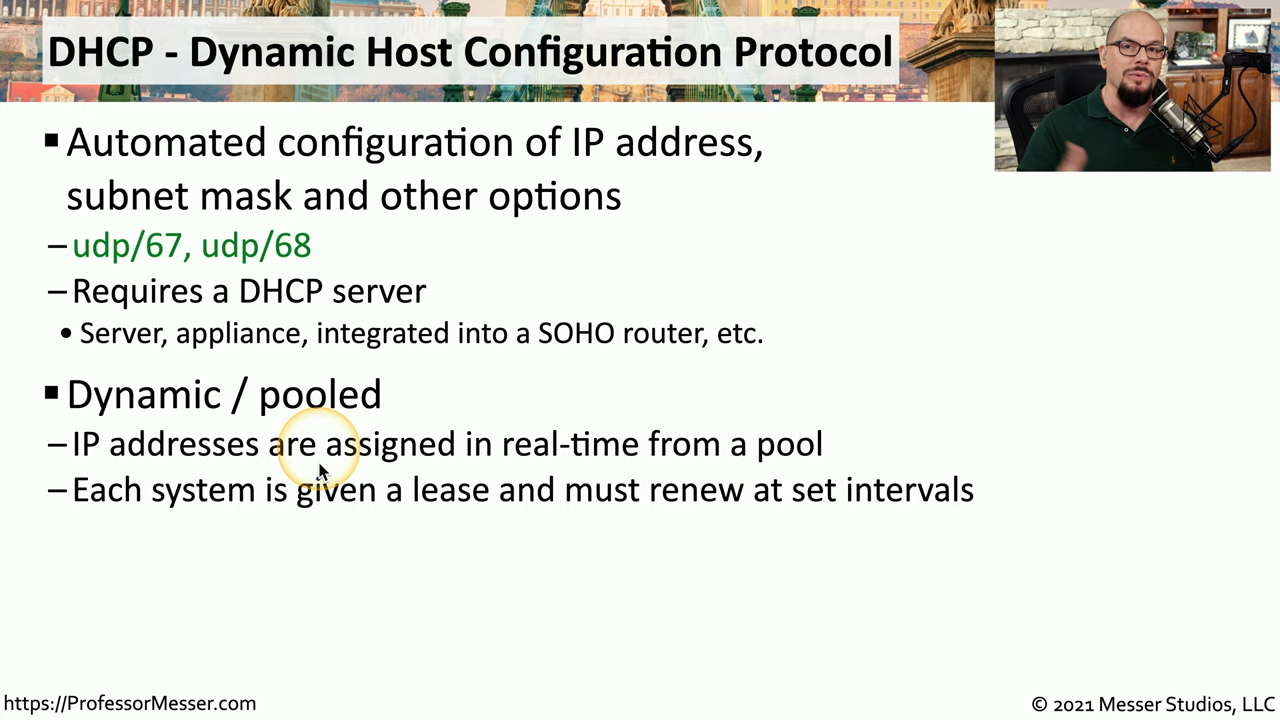 DHCP - Dynamic Host Configuration Protocol
▪ Automated configuration of IP address,
subnet mask and other options
– udp/67, udp/68
– Requires a DHCP server
• Server, appliance, integrated into a SOHO router, etc.
▪ Dynamic / pooled
– IP addresses are assigned in real-time from a pool
– Each system is given a lease and must renew at set intervals
https://ProfessorMesser.com
© 2021 Messer Studios, LLC